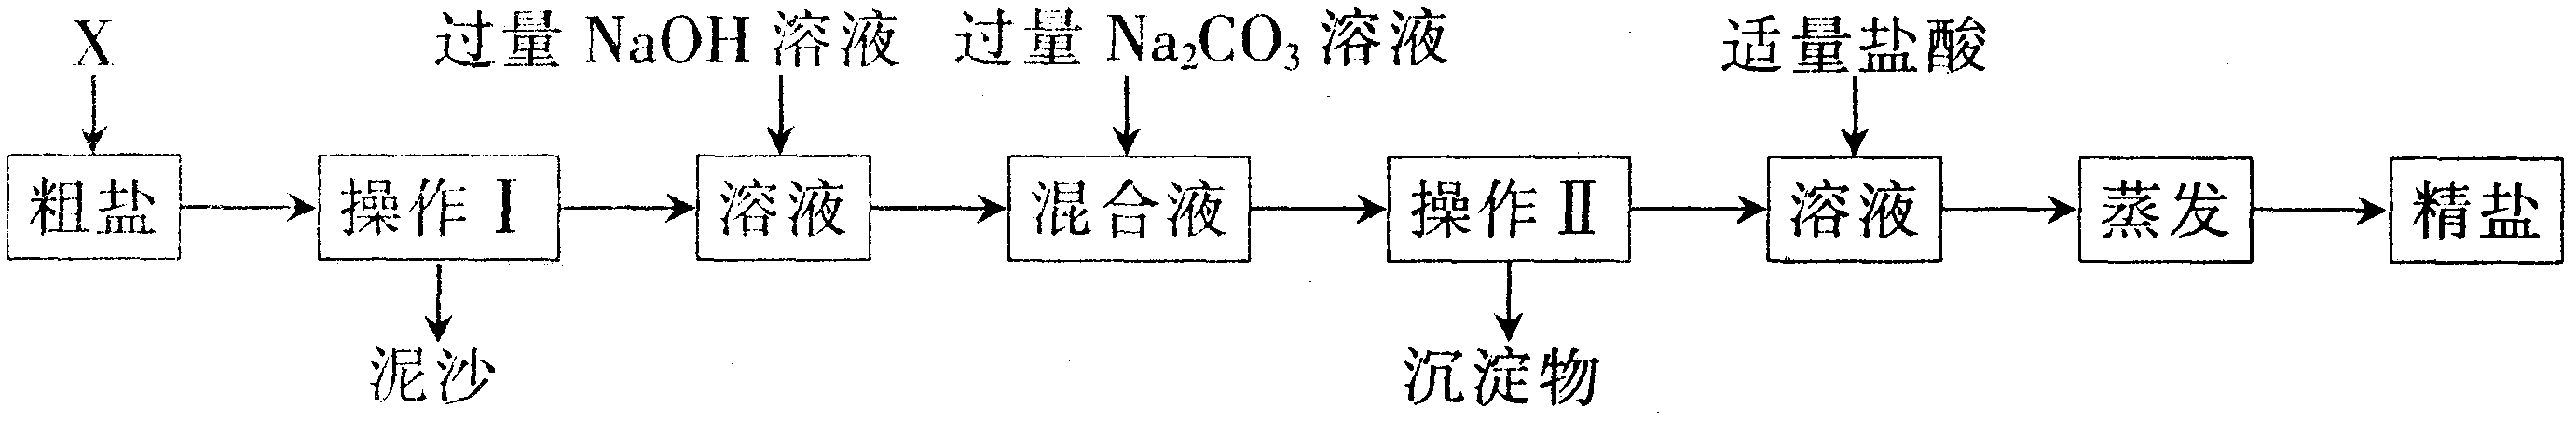 X
过量 NaOH 溶液
过量 Na₂CO₃ 溶液
适量盐酸
粗盐
操作 Ⅰ
溶液
混合液
操作 Ⅱ
溶液
蒸发
精盐
泥沙
沉淀物